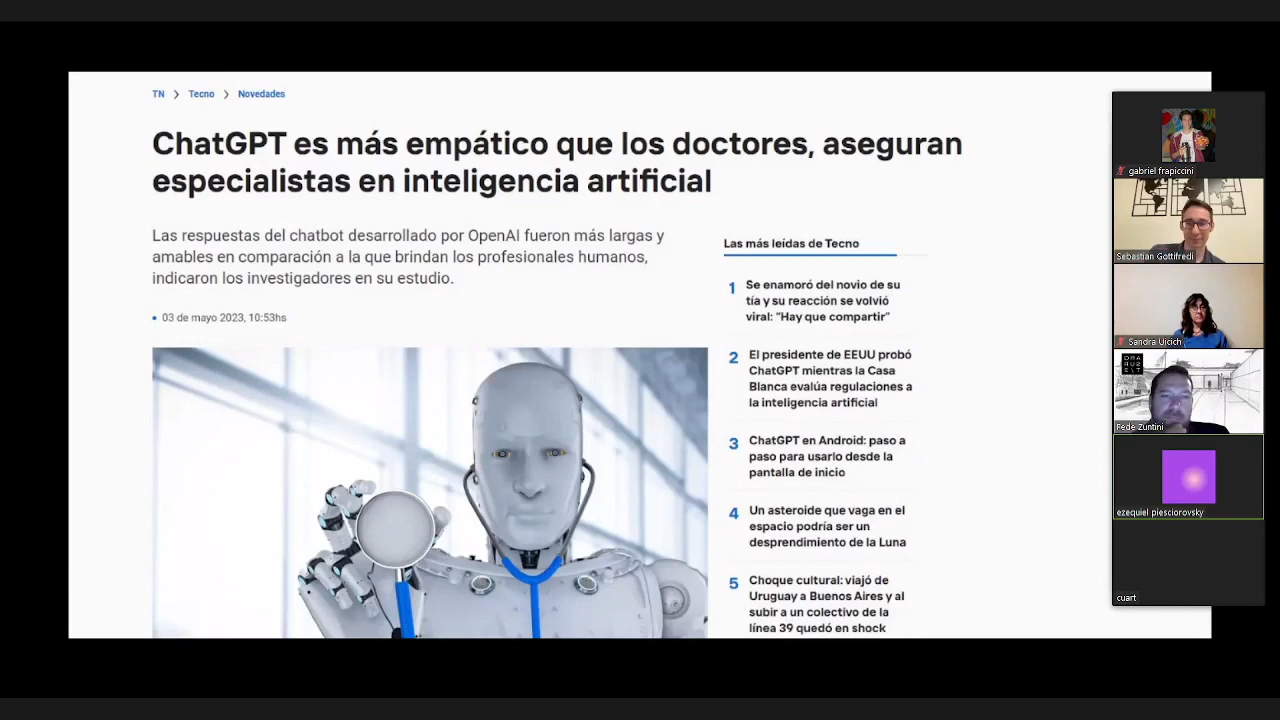 TN > Tecno > Novedades
ChatGPT es más empático que los doctores, aseguran
especialistas en inteligencia artificial
Las respuestas del chatbot desarrollado por OpenAI fueron más largas y
amables en comparación a la que brindan los profesionales humanos,
indicaron los investigadores en su estudio.
• 03 de mayo 2023, 10:53hs
Las más leídas de Tecno
1 Se enamoró del novio de su
tía y su reacción se volvió
viral: “Hay que compartir”
2 El presidente de EEUU probó
ChatGPT mientras la Casa
Blanca evalúa regulaciones a
la inteligencia artificial
3 ChatGPT en Android: paso a
paso para usarlo desde la
pantalla de inicio
4 Un asteroide que vaga en el
espacio podría ser un
desprendimiento de la Luna
5 Choque cultural: viajó de
Uruguay a Buenos Aires y al
subir a un colectivo de la
línea 39 quedó en shock
gabriel frapiccini
Sebastian Gottifredi
Sandra Uicich
Fede Zuntini
ezequiel piesciorovsky
cuart